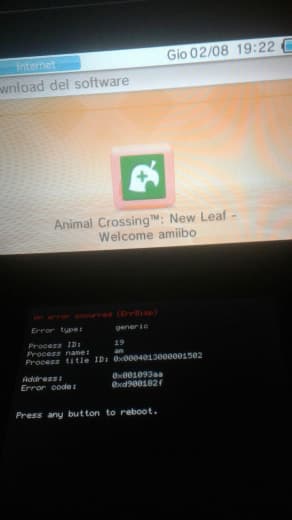 Internet
Gio 02/08 19:22
wnload del software
Animal Crossing™: New Leaf -
Welcome amiibo
An error occurred (ErrDisp)
Error type: generic
Process ID: 19
Process name: am
Process title ID: 0x0004013000001502
Address: 0x001093aa
Error code: 0xd900182f
Press any button to reboot.